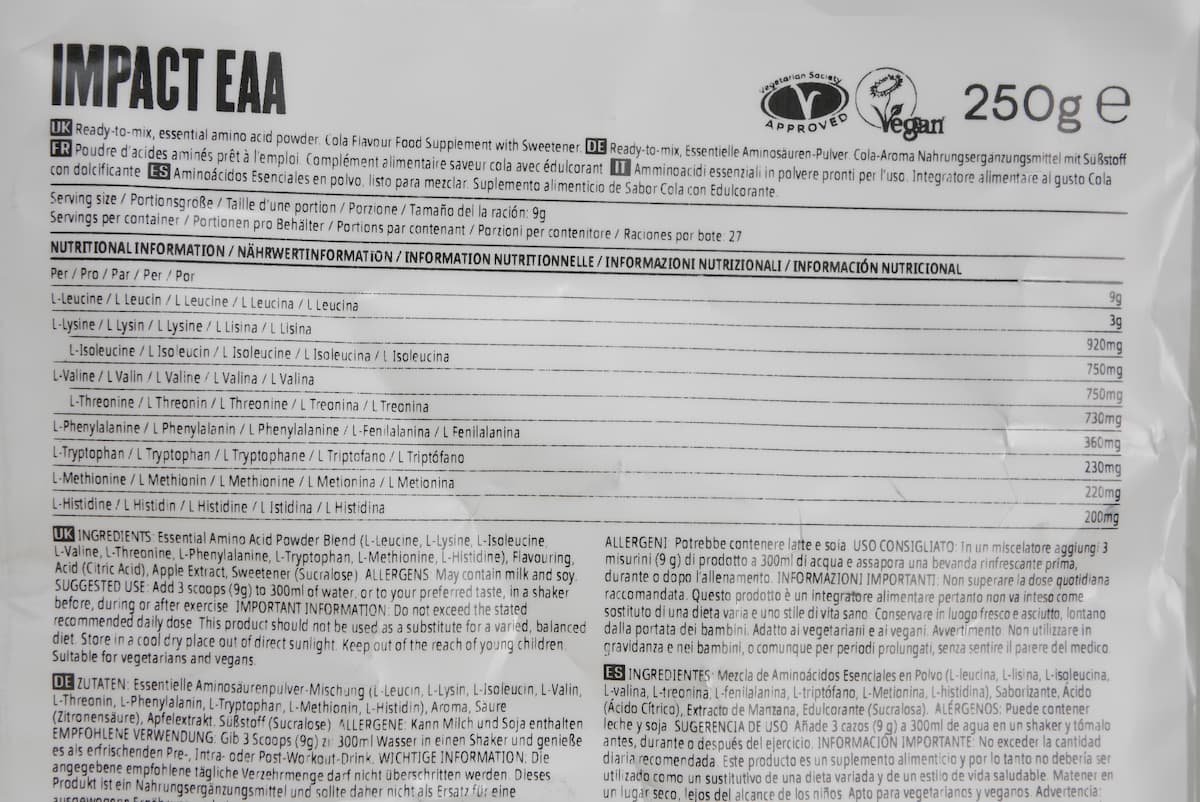 IMPACT EAA
Vegetarian Society
APPROVED
Vegan
250g e
UK Ready-to-mix, essential amino acid powder. Cola Flavour Food Supplement with Sweetener. DE Ready-to-mix, Essentielle Aminosäuren-Pulver. Cola-Aroma Nahrungsergänzungsmittel mit Süßstoff
FR Poudre d'acides aminés prêt à l'emploi. Complément alimentaire saveur cola avec édulcorant IT Amminoacidi essenziali in polvere pronti per l'uso. Integratore alimentare al gusto Cola
con dolcificante ES Aminoácidos Esenciales en polvo, listo para mezclar. Suplemento alimenticio de Sabor Cola con Edulcorante.
Serving size / Portionsgröße / Taille d'une portion / Porzione / Tamaño del la ración: 9g
Servings per container / Portionen pro Behälter / Portions par contenant / Porzioni per contenitore / Raciones por bote: 27
NUTRITIONAL INFORMATION / NÄHRWERTINFORMATION / INFORMATION NUTRITIONNELLE / INFORMAZIONI NUTRIZIONALI / INFORMACIÓN NUTRICIONAL
Per / Pro / Par / Per / Por 9g
L-Leucine / L Leucin / L Leucine / L Leucina / L Leucina 3g
L-Lysine / L Lysin / L Lysine / L Lisina / L Lisina 920mg
L-Isoleucine / L Isoleucin / L Isoleucine / L Isoleucina / L Isoleucina 750mg
L-Valine / L Valin / L Valine / L Valina / L Valina 750mg
L-Threonine / L Threonin / L Threonine / L Treonina / L Treonina 730mg
L-Phenylalanine / L Phenylalanin / L Phenylalanine / L-Fenilalanina / L Fenilalanina 360mg
L-Tryptophan / L Tryptophan / L Tryptophane / L Triptofano / L Triptófano 230mg
L-Methionine / L Methionin / L Methionine / L Metionina / L Metionina 220mg
L-Histidine / L Histidin / L Histidine / L Istidina / L Histidina 200mg
UK INGREDIENTS: Essential Amino Acid Powder Blend (L-Leucine, L-Lysine, L-Isoleucine,
L-Valine, L-Threonine, L-Phenylalanine, L-Tryptophan, L-Methionine, L-Histidine), Flavouring,
Acid (Citric Acid), Apple Extract, Sweetener (Sucralose). ALLERGENS: May contain milk and soy.
SUGGESTED USE: Add 3 scoops (9g) to 300ml of water, or to your preferred taste, in a shaker
before, during or after exercise. IMPORTANT INFORMATION: Do not exceed the stated
recommended daily dose. This product should not be used as a substitute for a varied, balanced
diet. Store in a cool dry place out of direct sunlight. Keep out of the reach of young children.
Suitable for vegetarians and vegans.
DE ZUTATEN: Essentielle Aminosäurenpulver-Mischung (L-Leucin, L-Lysin, L-Isoleucin, L-Valin,
L-Threonin, L-Phenylalanin, L-Tryptophan, L-Methionin, L-Histidin), Aroma, Säure
(Zitronensäure), Apfelextrakt, Süßstoff (Sucralose). ALLERGENE: Kann Milch und Soja enthalten
EMPFOHLENE VERWENDUNG: Gib 3 Scoops (9g) zu 300ml Wasser in einen Shaker und genieße
es als erfrischenden Pre-, Intra- oder Post-Workout-Drink. WICHTIGE INFORMATION: Die
angegebene empfohlene tägliche Verzehrmenge darf nicht überschritten werden. Dieses
Produkt ist ein Nahrungsergänzungsmittel und sollte daher nicht als Ersatz für eine
ALLERGENI: Potrebbe contenere latte e soia. USO CONSIGLIATO: In un miscelatore aggiungi 3
misurini (9 g) di prodotto a 300ml di acqua e assapora una bevanda rinfrescante prima,
durante o dopo l'allenamento. INFORMAZIONI IMPORTANTI: Non superare la dose quotidiana
raccomandata. Questo prodotto è un integratore alimentare pertanto non va inteso come
sostituto di una dieta varia e uno stile di vita sano. Conservare in luogo fresco e asciutto, lontano
dalla portata dei bambini. Adatto ai vegetariani e ai vegani. Avvertimento: Non utilizzare in
gravidanza e nei bambini, o comunque per periodi prolungati, senza sentire il parere del medico.
ES INGREDIENTES: Mezcla de Aminoácidos Esenciales en Polvo (L-leucina, L-lisina, L-isoleucina,
L-valina, L-treonina, L-fenilalanina, L-triptófano, L-Metionina, L-histidina), Saborizante, Ácido
(Ácido Cítrico), Extracto de Manzana, Edulcorante (Sucralosa). ALÉRGENOS: Puede contener
leche y soja. SUGERENCIA DE USO: Añade 3 cazos (9 g) a 300ml de agua en un shaker y tómalo
antes, durante o después del ejercicio. INFORMACIÓN IMPORTANTE: No exceder la cantidad
diaria recomendada. Este producto es un suplemento alimenticio y por lo tanto no debería ser
utilizado como un sustitutivo de una dieta variada y de un estilo de vida saludable. Matener en
un lugar seco, lejos del alcance de los niños. Apto para vegetarianos y veganos. Advertencia: